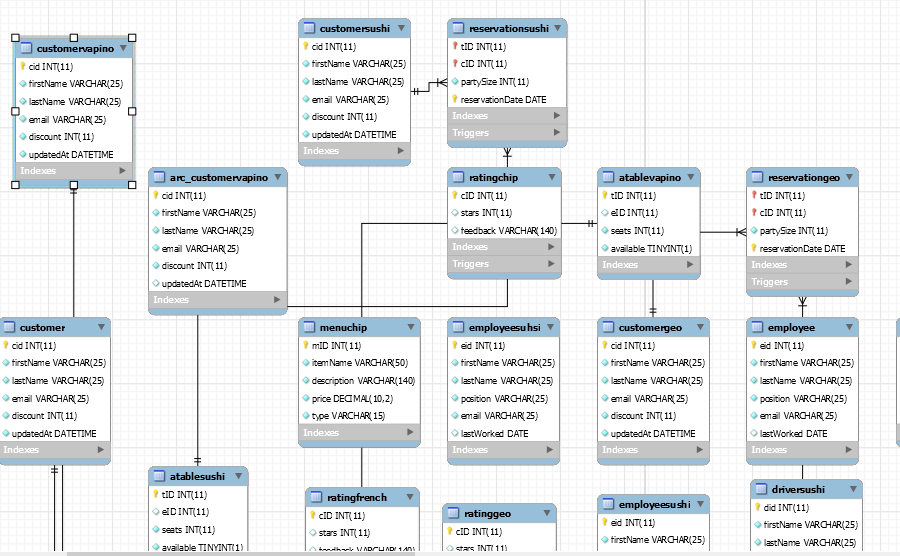 customervapino
cid INT(11)
firstName VARCHAR(25)
lastName VARCHAR(25)
email VARCHAR(25)
discount INT(11)
updatedAt DATETIME
Indexes
customersushi
cid INT(11)
firstName VARCHAR(25)
lastName VARCHAR(25)
email VARCHAR(25)
discount INT(11)
updatedAt DATETIME
Indexes
reservationsushi
tID INT(11)
cID INT(11)
partySize INT(11)
reservationDate DATE
Indexes
Triggers
arc_customervapino
cid INT(11)
firstName VARCHAR(25)
lastName VARCHAR(25)
email VARCHAR(25)
discount INT(11)
updatedAt DATETIME
Indexes
ratingchip
cID INT(11)
stars INT(11)
feedback VARCHAR(140)
Indexes
Triggers
atablevapino
tID INT(11)
eID INT(11)
seats INT(11)
available TINYINT(1)
Indexes
reservationgeo
tID INT(11)
cID INT(11)
partySize INT(11)
reservationDate DATE
Indexes
Triggers
customer
cid INT(11)
firstName VARCHAR(25)
lastName VARCHAR(25)
email VARCHAR(25)
discount INT(11)
updatedAt DATETIME
Indexes
menuchip
mID INT(11)
itemName VARCHAR(50)
description VARCHAR(140)
price DECIMAL(10,2)
type VARCHAR(15)
Indexes
employeesuhsi
eid INT(11)
firstName VARCHAR(25)
lastName VARCHAR(25)
position VARCHAR(25)
email VARCHAR(25)
lastWorked DATE
Indexes
customergeo
cid INT(11)
firstName VARCHAR(25)
lastName VARCHAR(25)
email VARCHAR(25)
discount INT(11)
updatedAt DATETIME
Indexes
employee
eid INT(11)
firstName VARCHAR(25)
lastName VARCHAR(25)
position VARCHAR(25)
email VARCHAR(25)
lastWorked DATE
Indexes
atablesushi
tID INT(11)
eID INT(11)
seats INT(11)
available TINYINT(1)
ratingfrench
cID INT(11)
stars INT(11)
feedback VARCHAR(140)
ratinggeo
cID INT(11)
stars INT(11)
employeesushi
eid INT(11)
firstName VARCHAR(25)
driversushi
did INT(11)
firstName VARCHAR(25)
lastName VARCHAR(25)